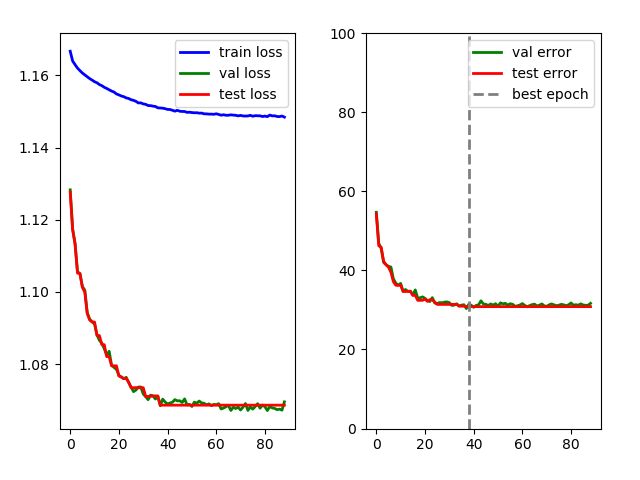 train loss
val loss
test loss
1.16
1.14
1.12
1.10
1.08
0 20 40 60 80
val error
test error
best epoch
100
80
60
40
20
0
0 20 40 60 80